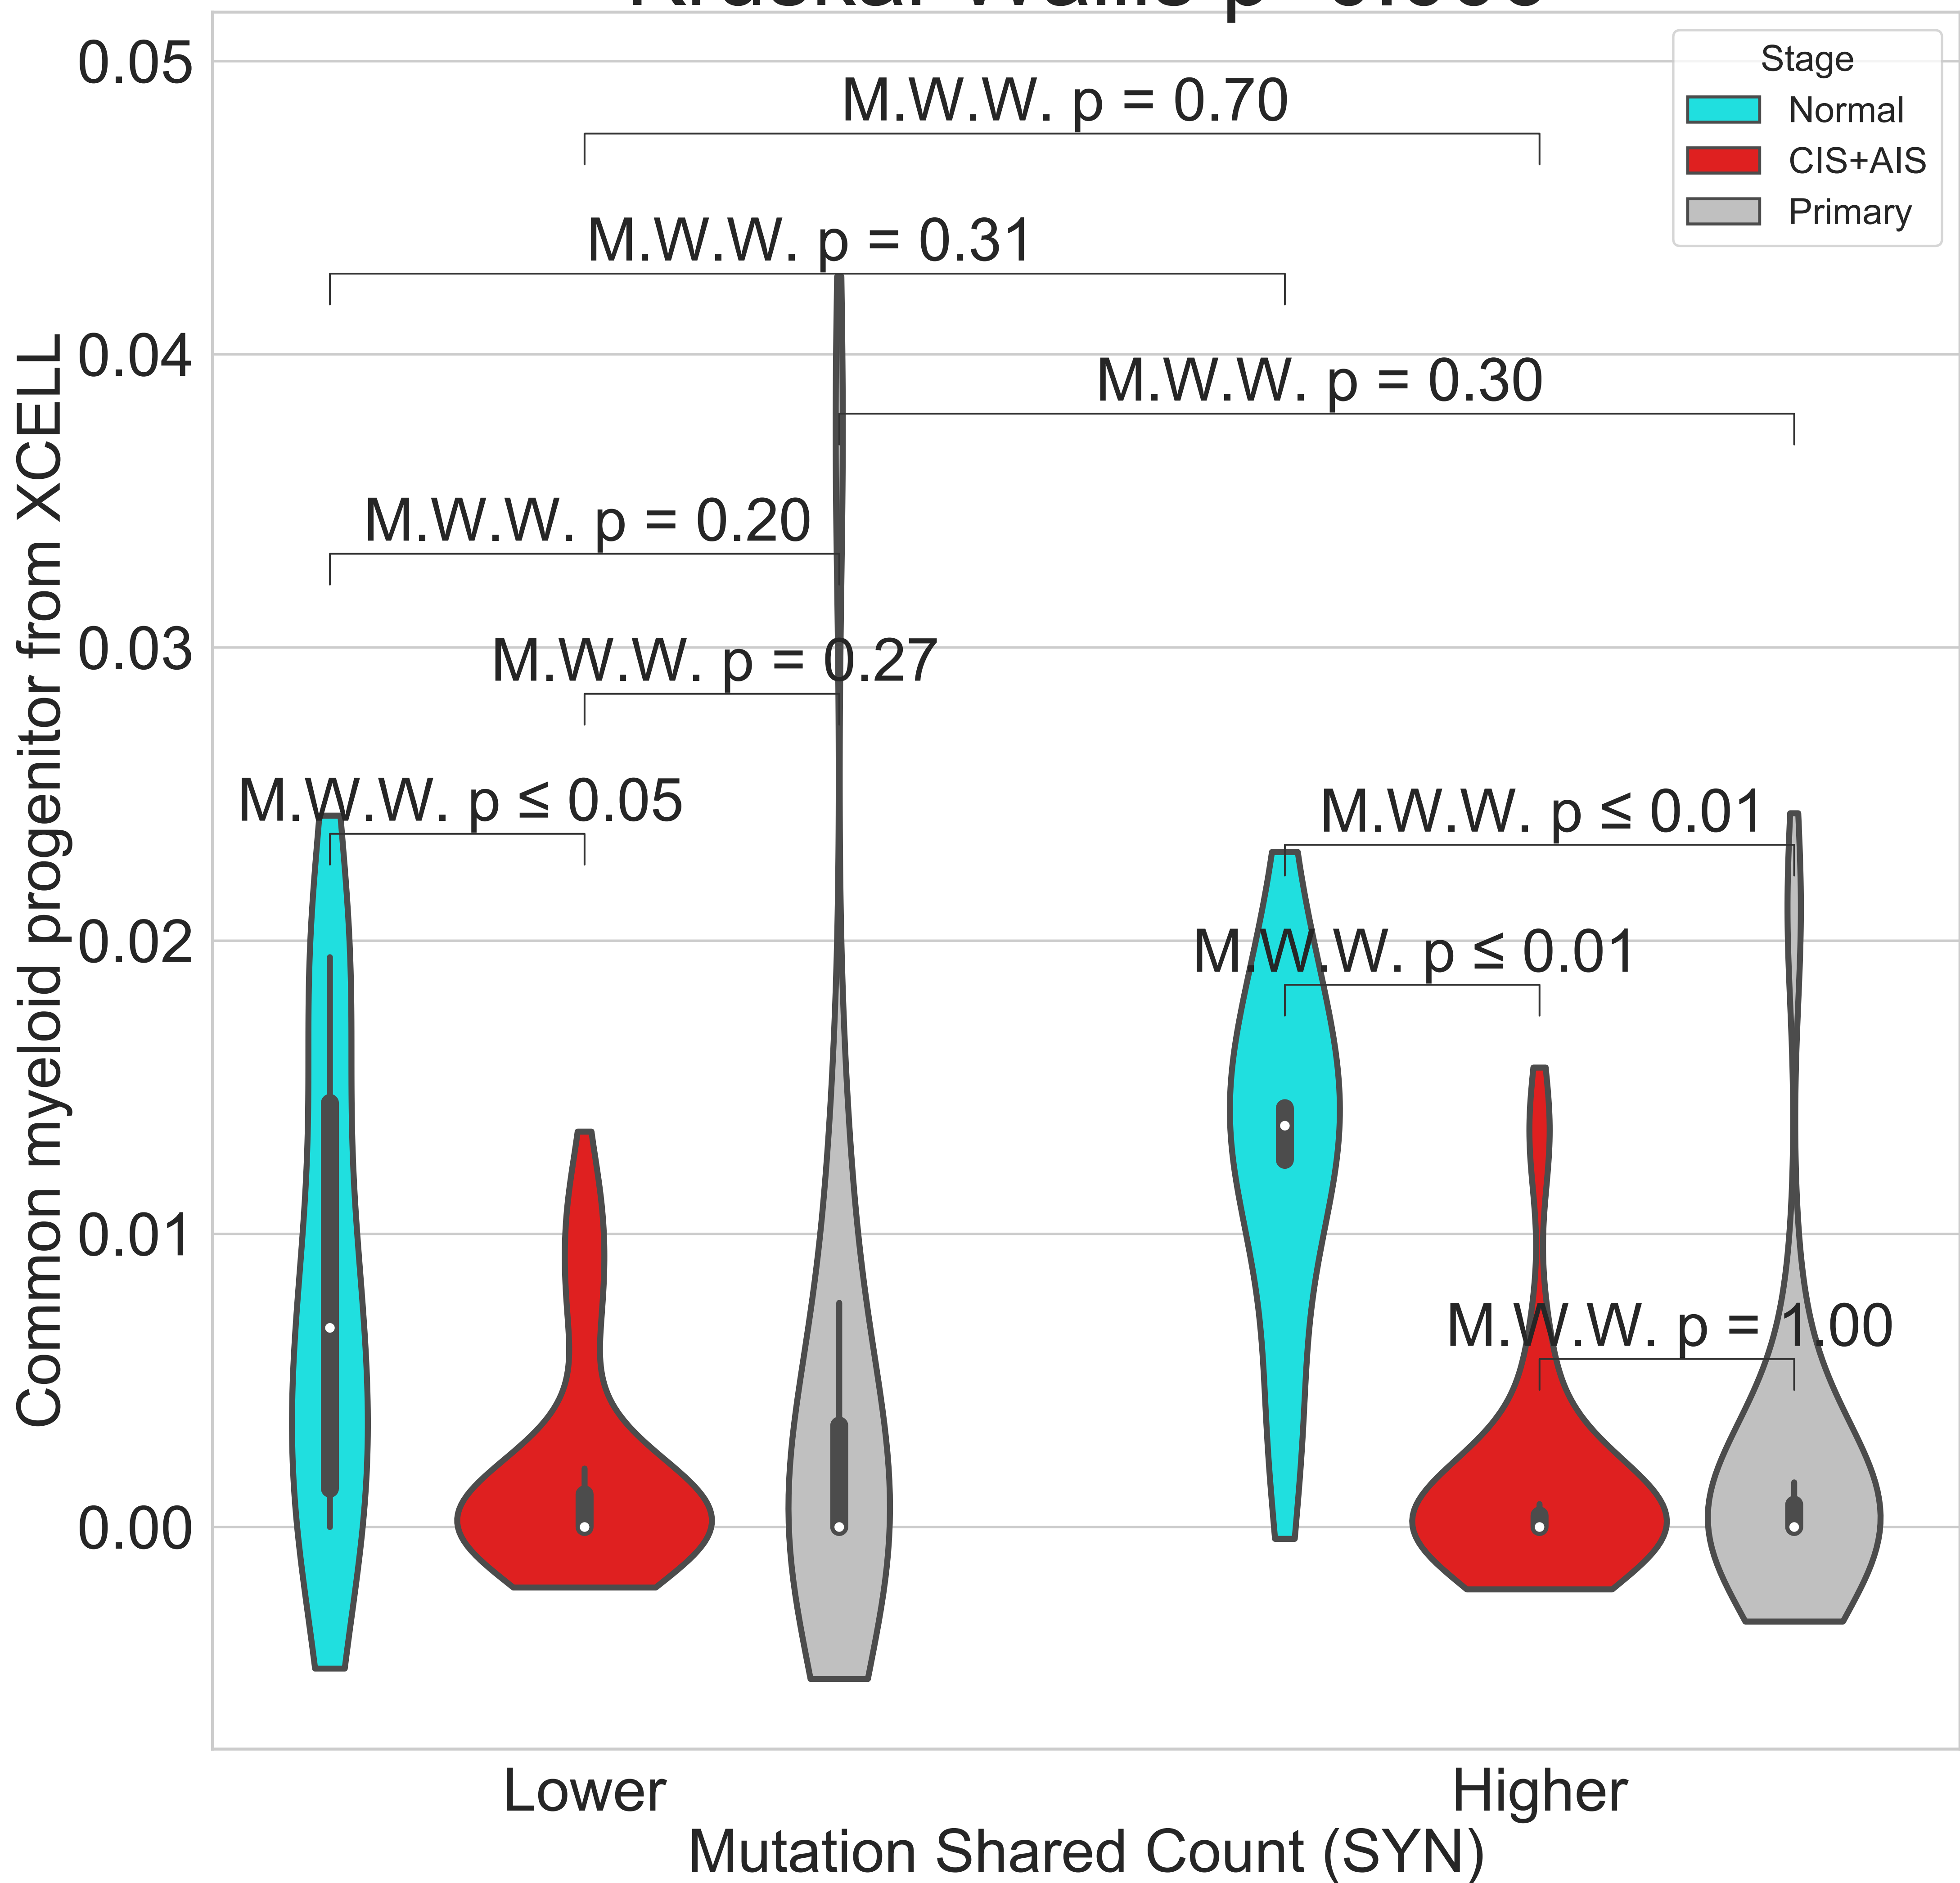 0.05
0.04
0.03
0.02
0.01
0.00
Common myeloid progenitor from XCELL
Stage
Normal
CIS+AIS
Primary
M.W.W. p = 0.70
M.W.W. p = 0.31
M.W.W. p = 0.30
M.W.W. p = 0.20
M.W.W. p = 0.27
M.W.W. p ≤ 0.05
M.W.W. p ≤ 0.01
M.W.W. p ≤ 0.01
M.W.W. p = 1.00
Lower
Higher
Mutation Shared Count (SYN)